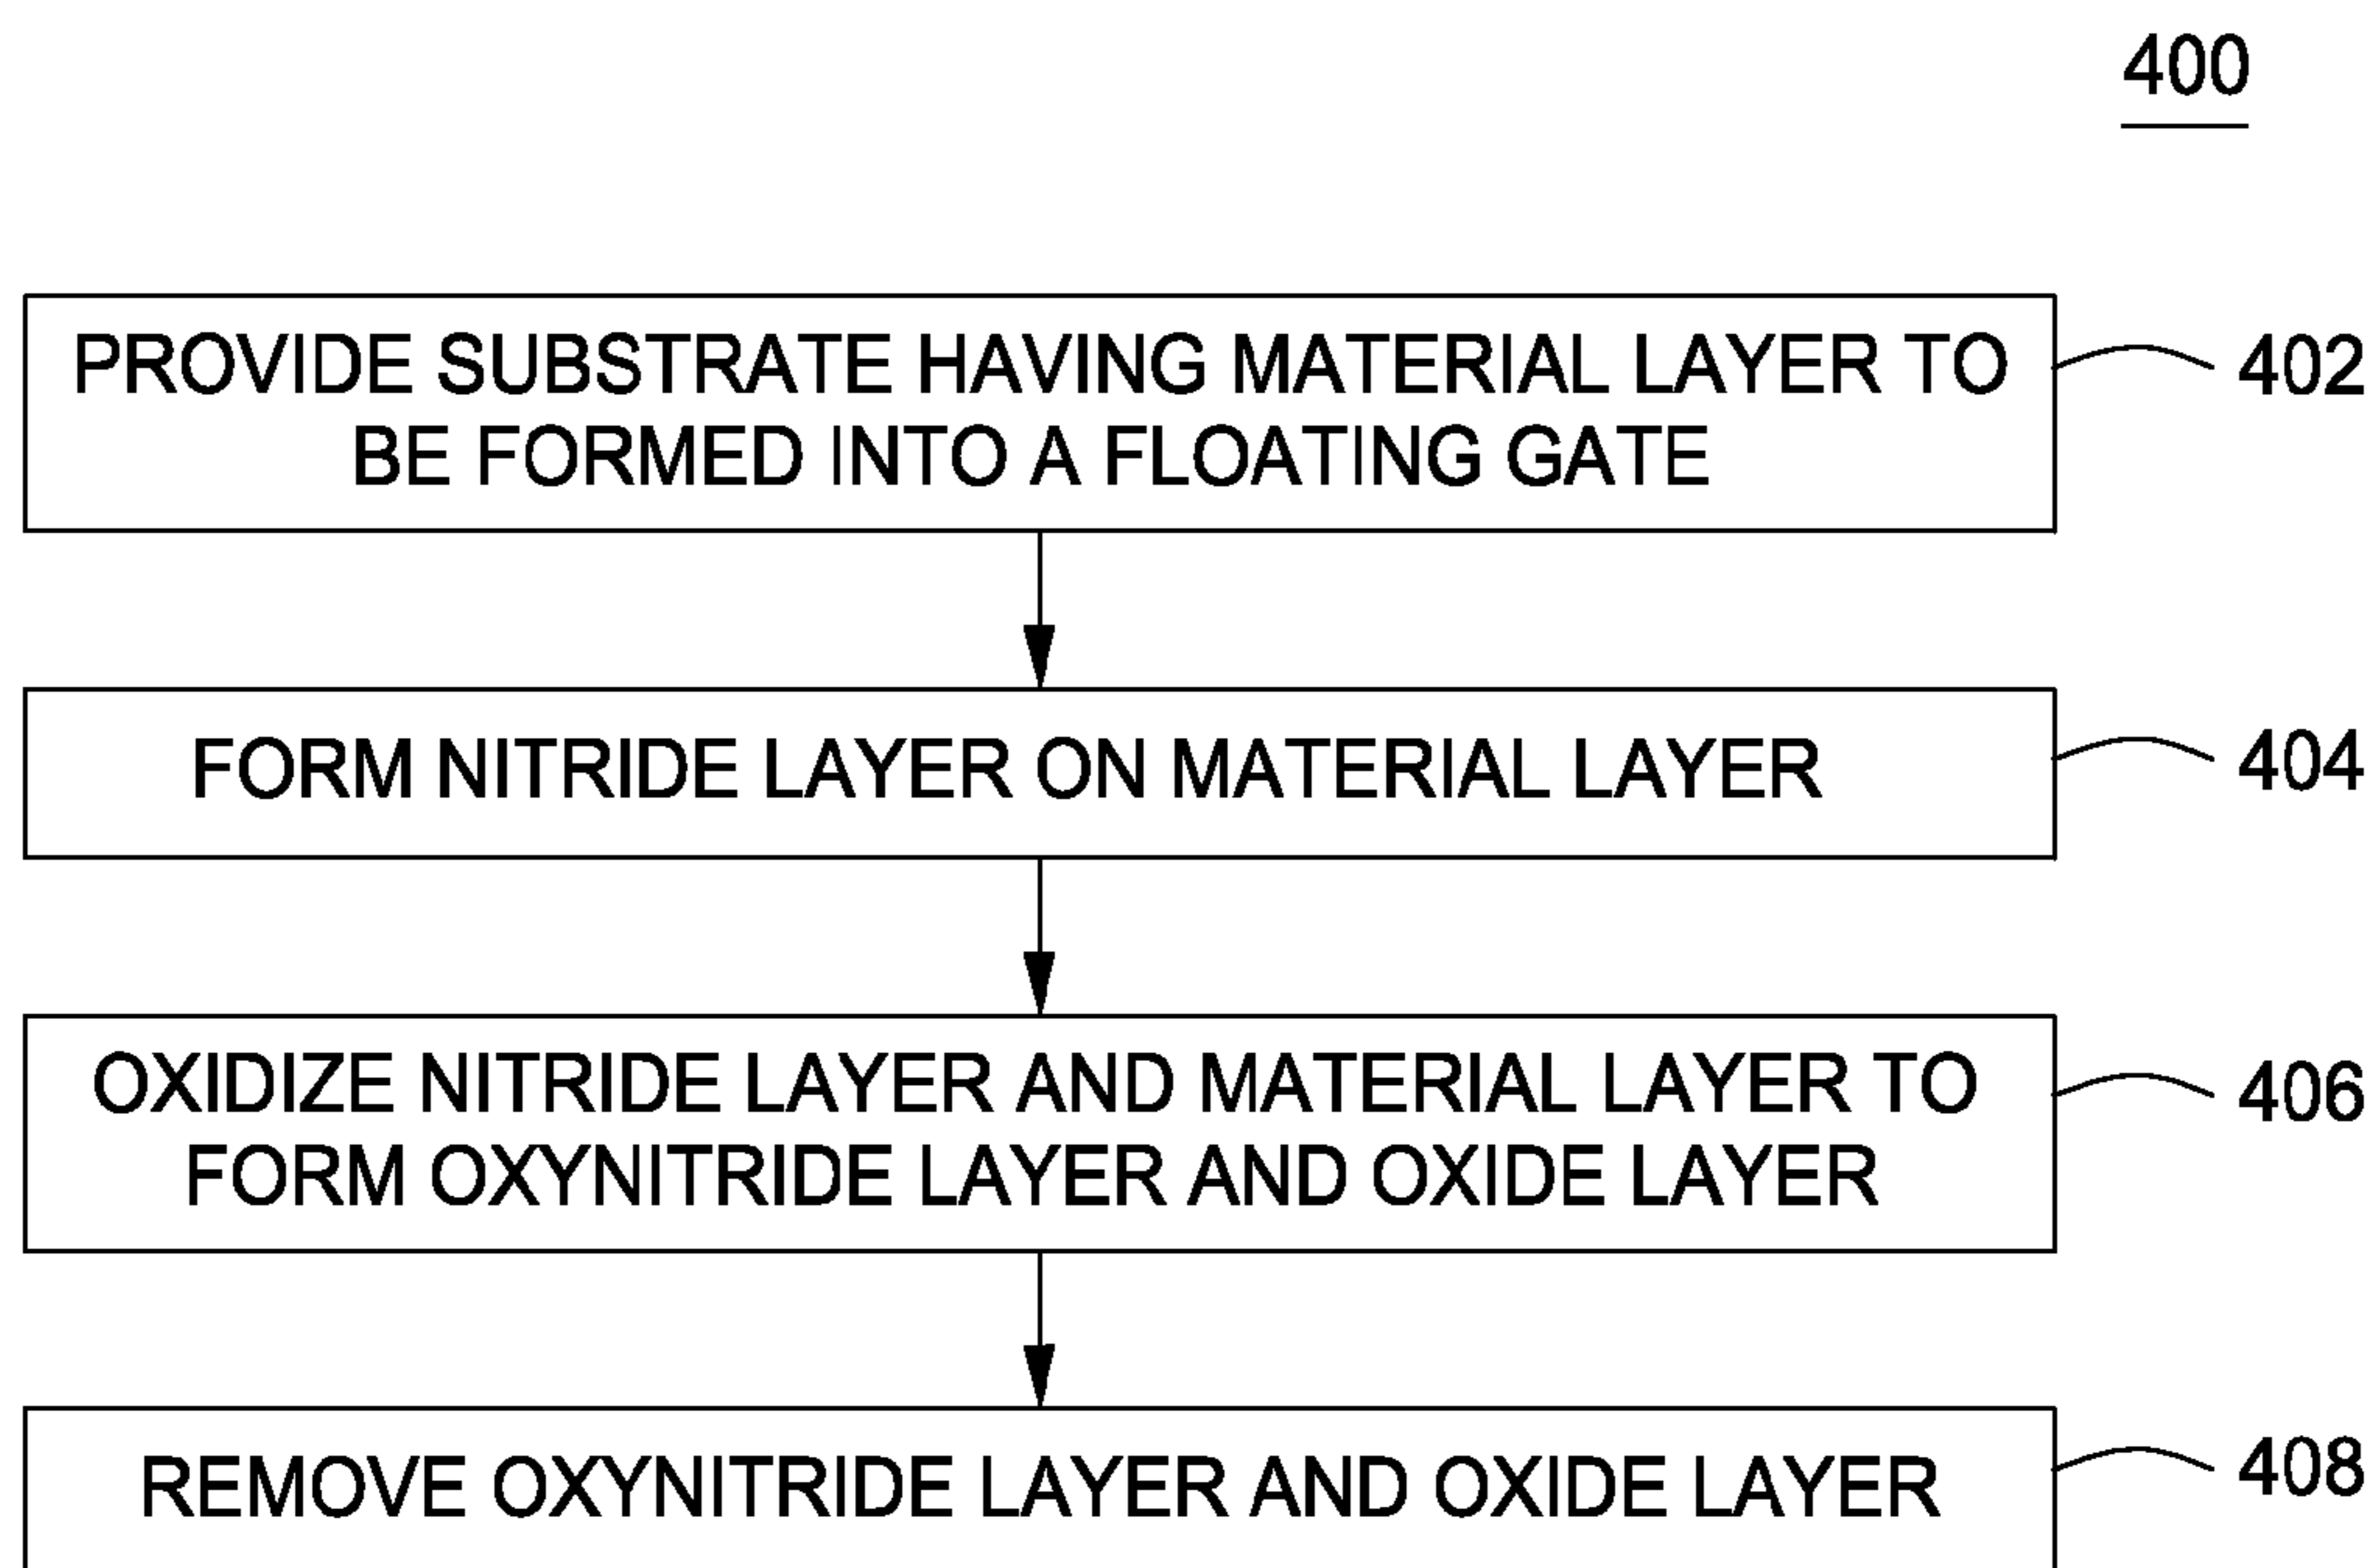 400
PROVIDE SUBSTRATE HAVING MATERIAL LAYER TO
BE FORMED INTO A FLOATING GATE
402
FORM NITRIDE LAYER ON MATERIAL LAYER
404
OXIDIZE NITRIDE LAYER AND MATERIAL LAYER TO
FORM OXYNITRIDE LAYER AND OXIDE LAYER
406
REMOVE OXYNITRIDE LAYER AND OXIDE LAYER
408